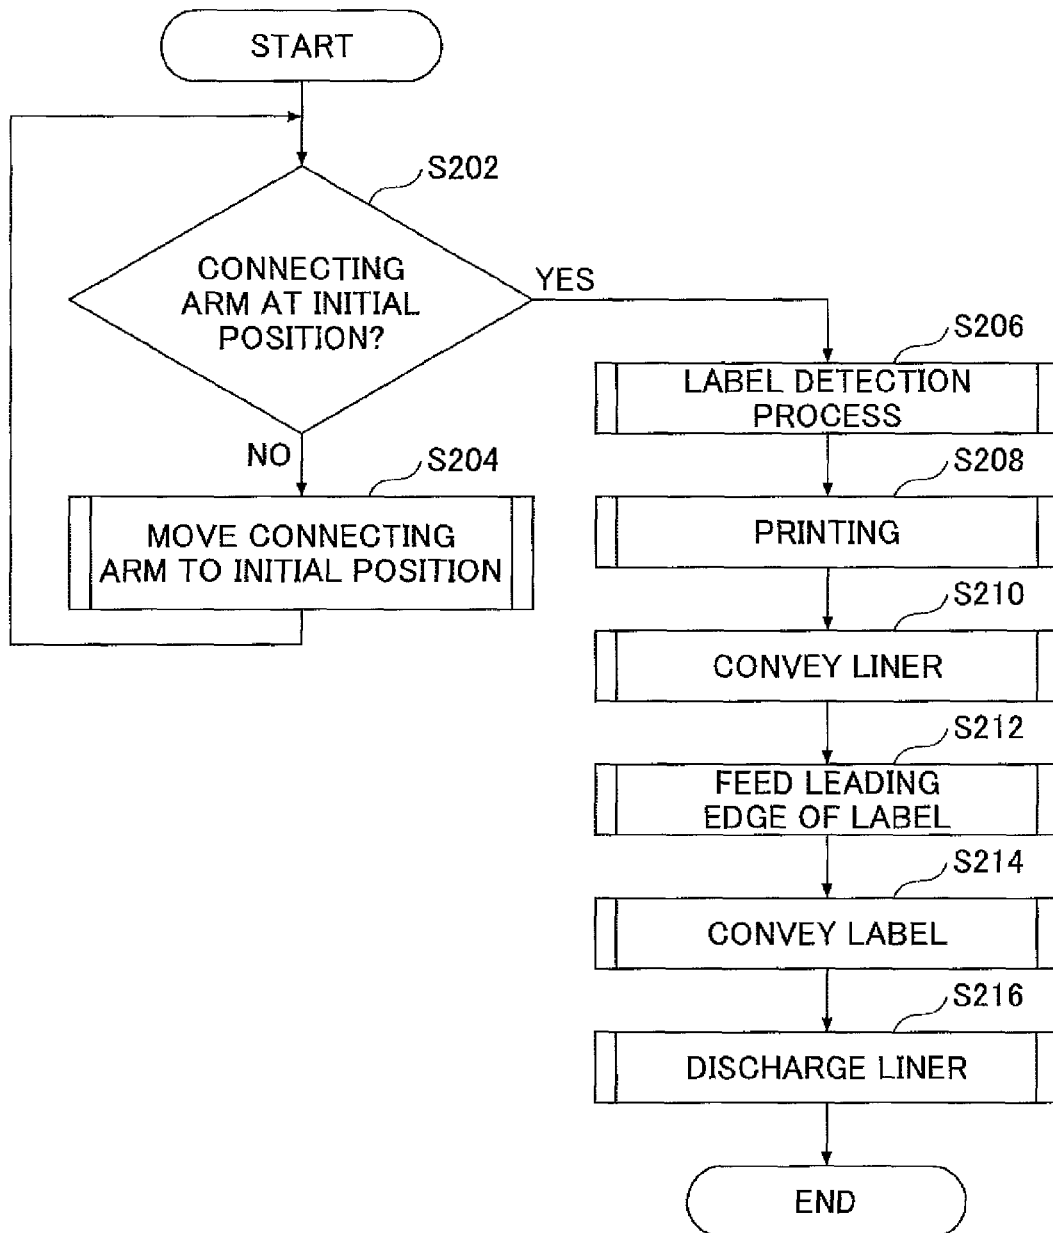 START
S202
CONNECTING
ARM AT INITIAL
POSITION?
YES
NO
S204
MOVE CONNECTING
ARM TO INITIAL POSITION
S206
LABEL DETECTION
PROCESS
S208
PRINTING
S210
CONVEY LINER
S212
FEED LEADING
EDGE OF LABEL
S214
CONVEY LABEL
S216
DISCHARGE LINER
END